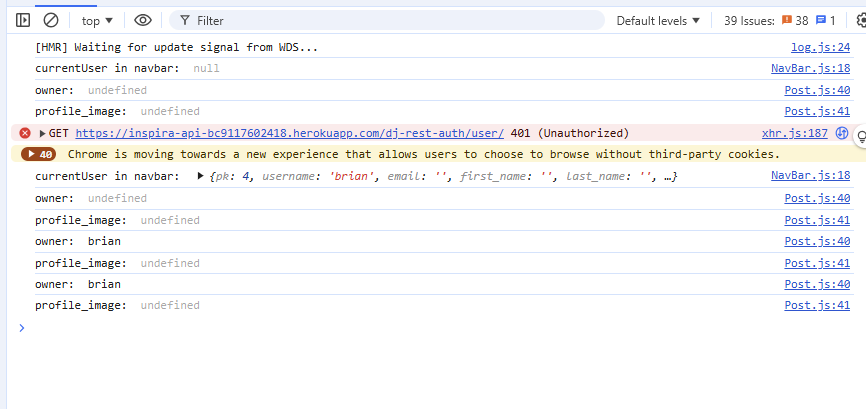 top ▼ Filter Default levels ▼ 39 Issues: 38 1
[HMR] Waiting for update signal from WDS... log.js:24
currentUser in navbar: null NavBar.js:18
owner: undefined Post.js:40
profile_image: undefined Post.js:41
GET https://inspira-api-bc9117602418.herokuapp.com/dj-rest-auth/user/ 401 (Unauthorized) xhr.js:187
40 Chrome is moving towards a new experience that allows users to choose to browse without third-party cookies.
currentUser in navbar: {pk: 4, username: 'brian', email: '', first_name: '', last_name: '', …} NavBar.js:18
owner: undefined Post.js:40
profile_image: undefined Post.js:41
owner: brian Post.js:40
profile_image: undefined Post.js:41
owner: brian Post.js:40
profile_image: undefined Post.js:41